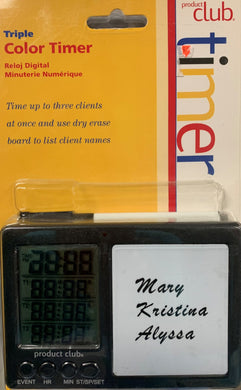 product
club.
timer
Triple
Color Timer
Reloj Digital
Minuterie Numérique
Time up to three clients
at once and use dry erase
board to list client names
Mary
Kristina
Alyssa
product club.
EVENT HR MIN ST/SP/SET